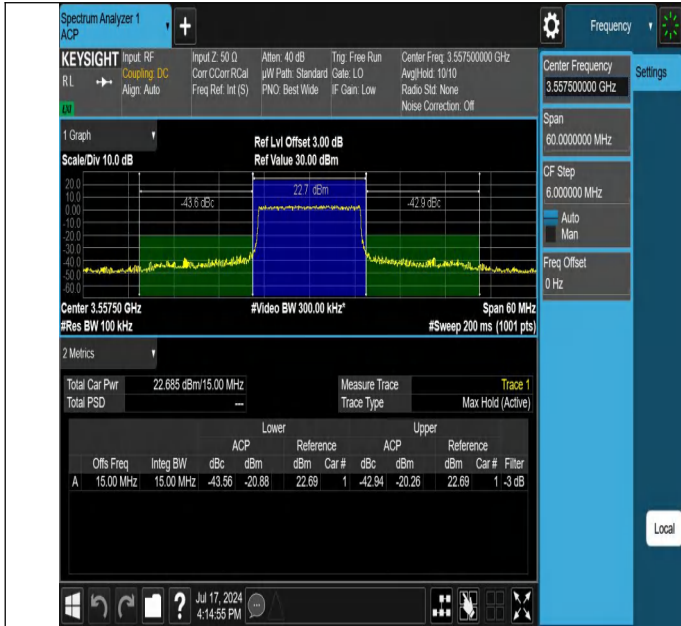 Spectrum Analyzer 1
ACP
+
Frequency
KEYSIGHT
RL
LXI
Input: RF
Coupling: DC
Align: Auto
Input Z: 50 Ω
Corr CCorr RCal
Freq Ref: Int (S)
Atten: 40 dB
µW Path: Standard
PNO: Best Wide
Trig: Free Run
Gate: LO
IF Gain: Low
Center Freq: 3.557500000 GHz
Avg|Hold: 10/10
Radio Std: None
Noise Correction: Off
Center Frequency
3.557500000 GHz
Settings
Span
60.0000000 MHz
CF Step
6.000000 MHz
Auto
Man
Freq Offset
0 Hz
1 Graph
Scale/Div 10.0 dB
Ref Lvl Offset 3.00 dB
Ref Value 30.00 dBm
20.0
10.0
0.00
-10.0
-20.0
-30.0
-40.0
-50.0
-60.0
-43.6 dBc
22.7 dBm
-42.9 dBc
Center 3.55750 GHz
#Video BW 300.00 kHz*
Span 60 MHz
#Res BW 100 kHz
#Sweep 200 ms (1001 pts)
2 Metrics
Total Car Pwr 22.685 dBm/15.00 MHz
Total PSD ---
Measure Trace Trace 1
Trace Type Max Hold (Active)
Lower Upper
ACP Reference ACP Reference
Offs Freq Integ BW dBc dBm dBm Car # dBc dBm dBm Car # Filter
A 15.00 MHz 15.00 MHz -43.56 -20.88 22.69 1 -42.94 -20.26 22.69 1 -3 dB
Local
?
Jul 17, 2024
4:14:55 PM